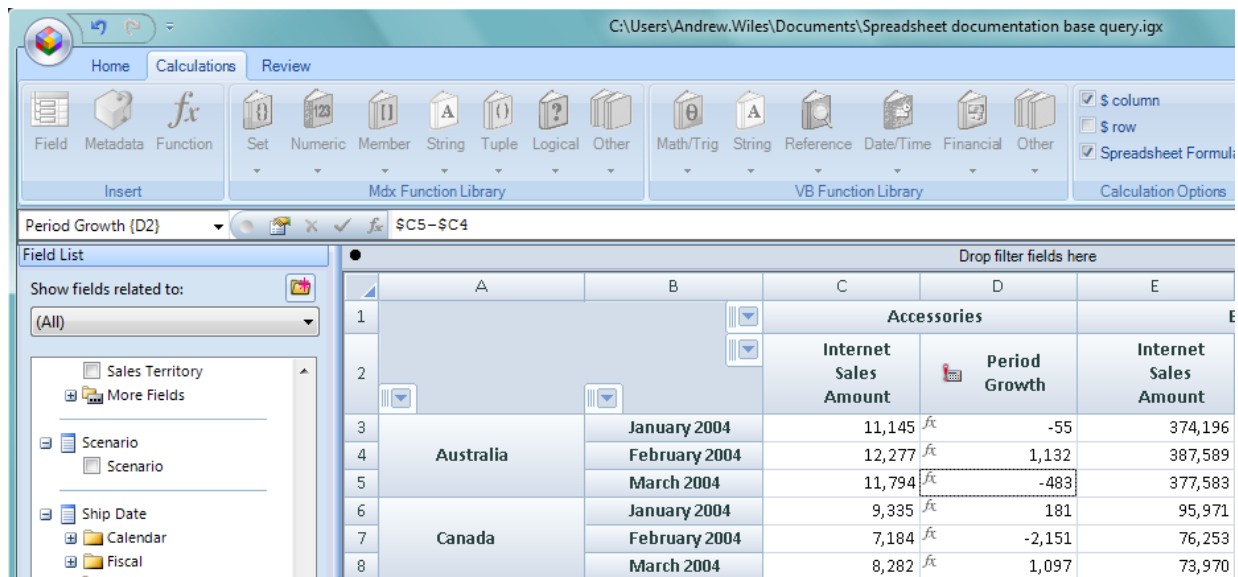 C:\Users\Andrew.Wiles\Documents\Spreadsheet documentation base query.igx
Home Calculations Review
Field Metadata Function Set Numeric Member String Tuple Logical Other Math/Trig String Reference Date/Time Financial Other
$ column
$ row
Spreadsheet Formula
Insert Mdx Function Library VB Function Library Calculation Options
Period Growth {D2} fx $C5-$C4
Field List
Drop filter fields here
Show fields related to:
(All)
Sales Territory
More Fields
Scenario
Scenario
Ship Date
Calendar
Fiscal
A B C D E
1 Accessories
2 Internet Sales Amount Period Growth Internet Sales Amount
3 January 2004 11,145 fx -55 374,196
4 Australia February 2004 12,277 fx 1,132 387,589
5 March 2004 11,794 fx -483 377,583
6 January 2004 9,335 fx 181 95,971
7 Canada February 2004 7,184 fx -2,151 76,253
8 March 2004 8,282 fx 1,097 73,970